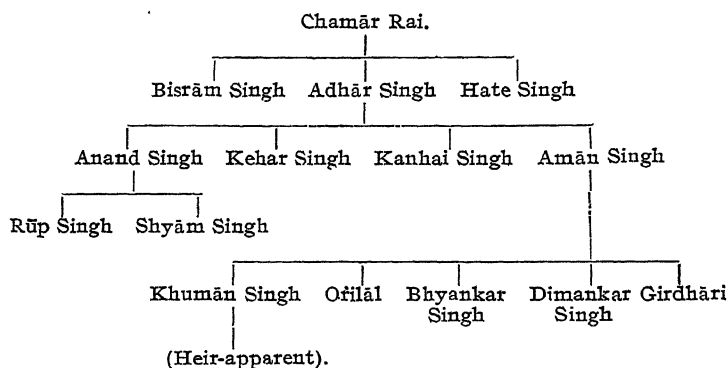 Chamār Rai.
Bisrām Singh Adhār Singh Hate Singh
Anand Singh Kehar Singh Kanhai Singh Amān Singh
Rūp Singh Shyām Singh
Khumān Singh Oṙilāl Bhyankar Singh Dimankar Singh Girdhāri
(Heir-apparent).